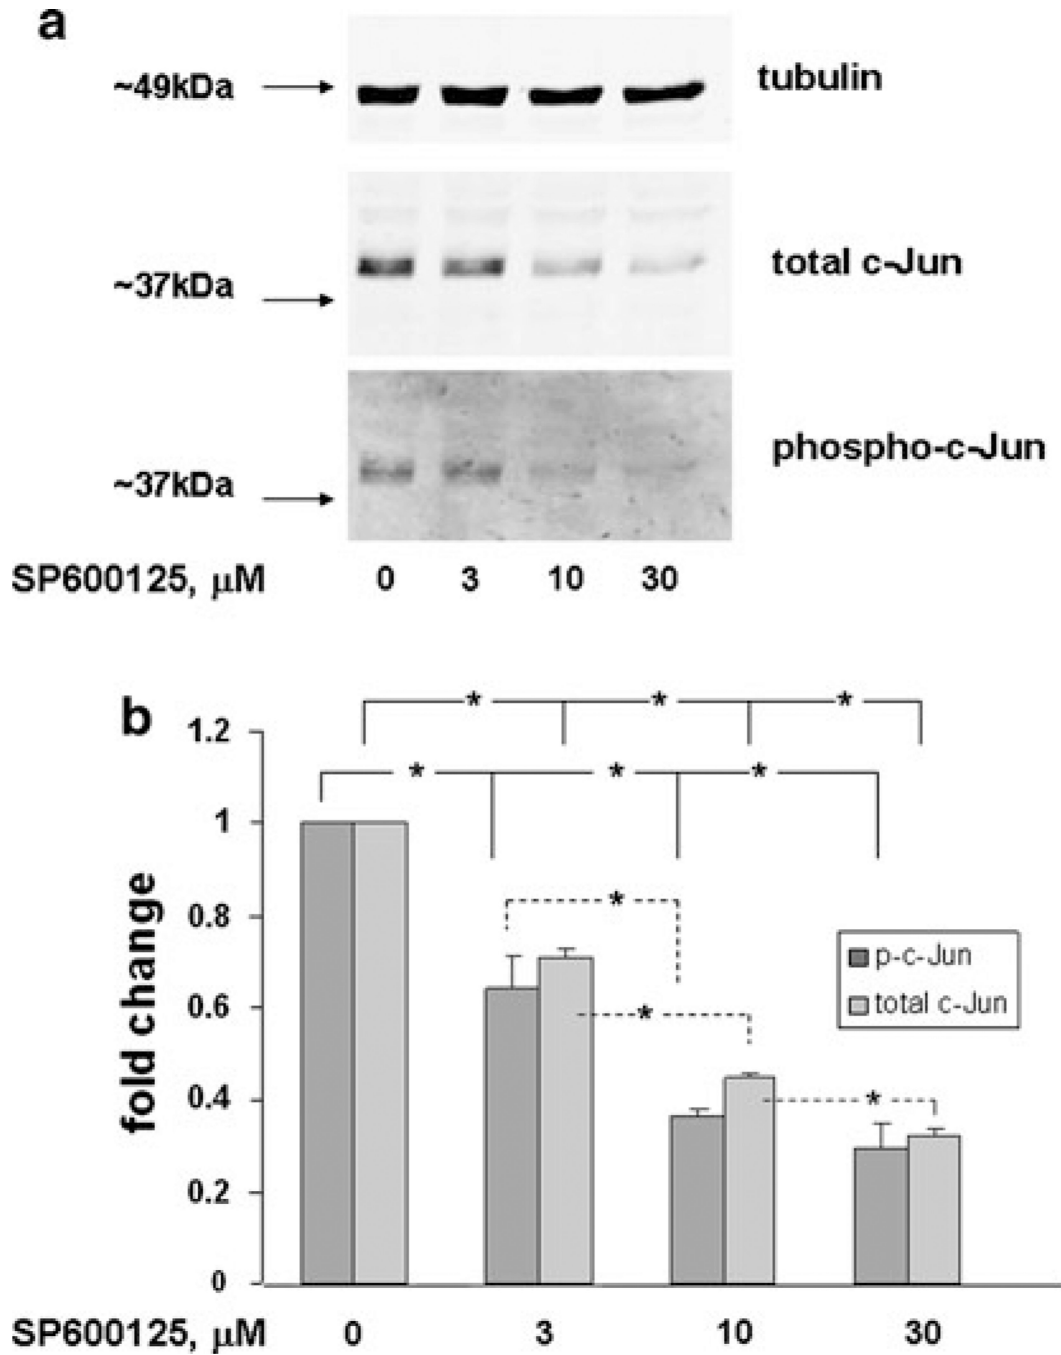 a
~49kDa tubulin
~37kDa total c-Jun
~37kDa phospho-c-Jun
SP600125, μM 0 3 10 30
b
* * *
1.2
* * *
1
*
0.8
p-c-Jun
total c-Jun
0.6
*
0.4
*
0.2
0
fold change
SP600125, μM 0 3 10 30